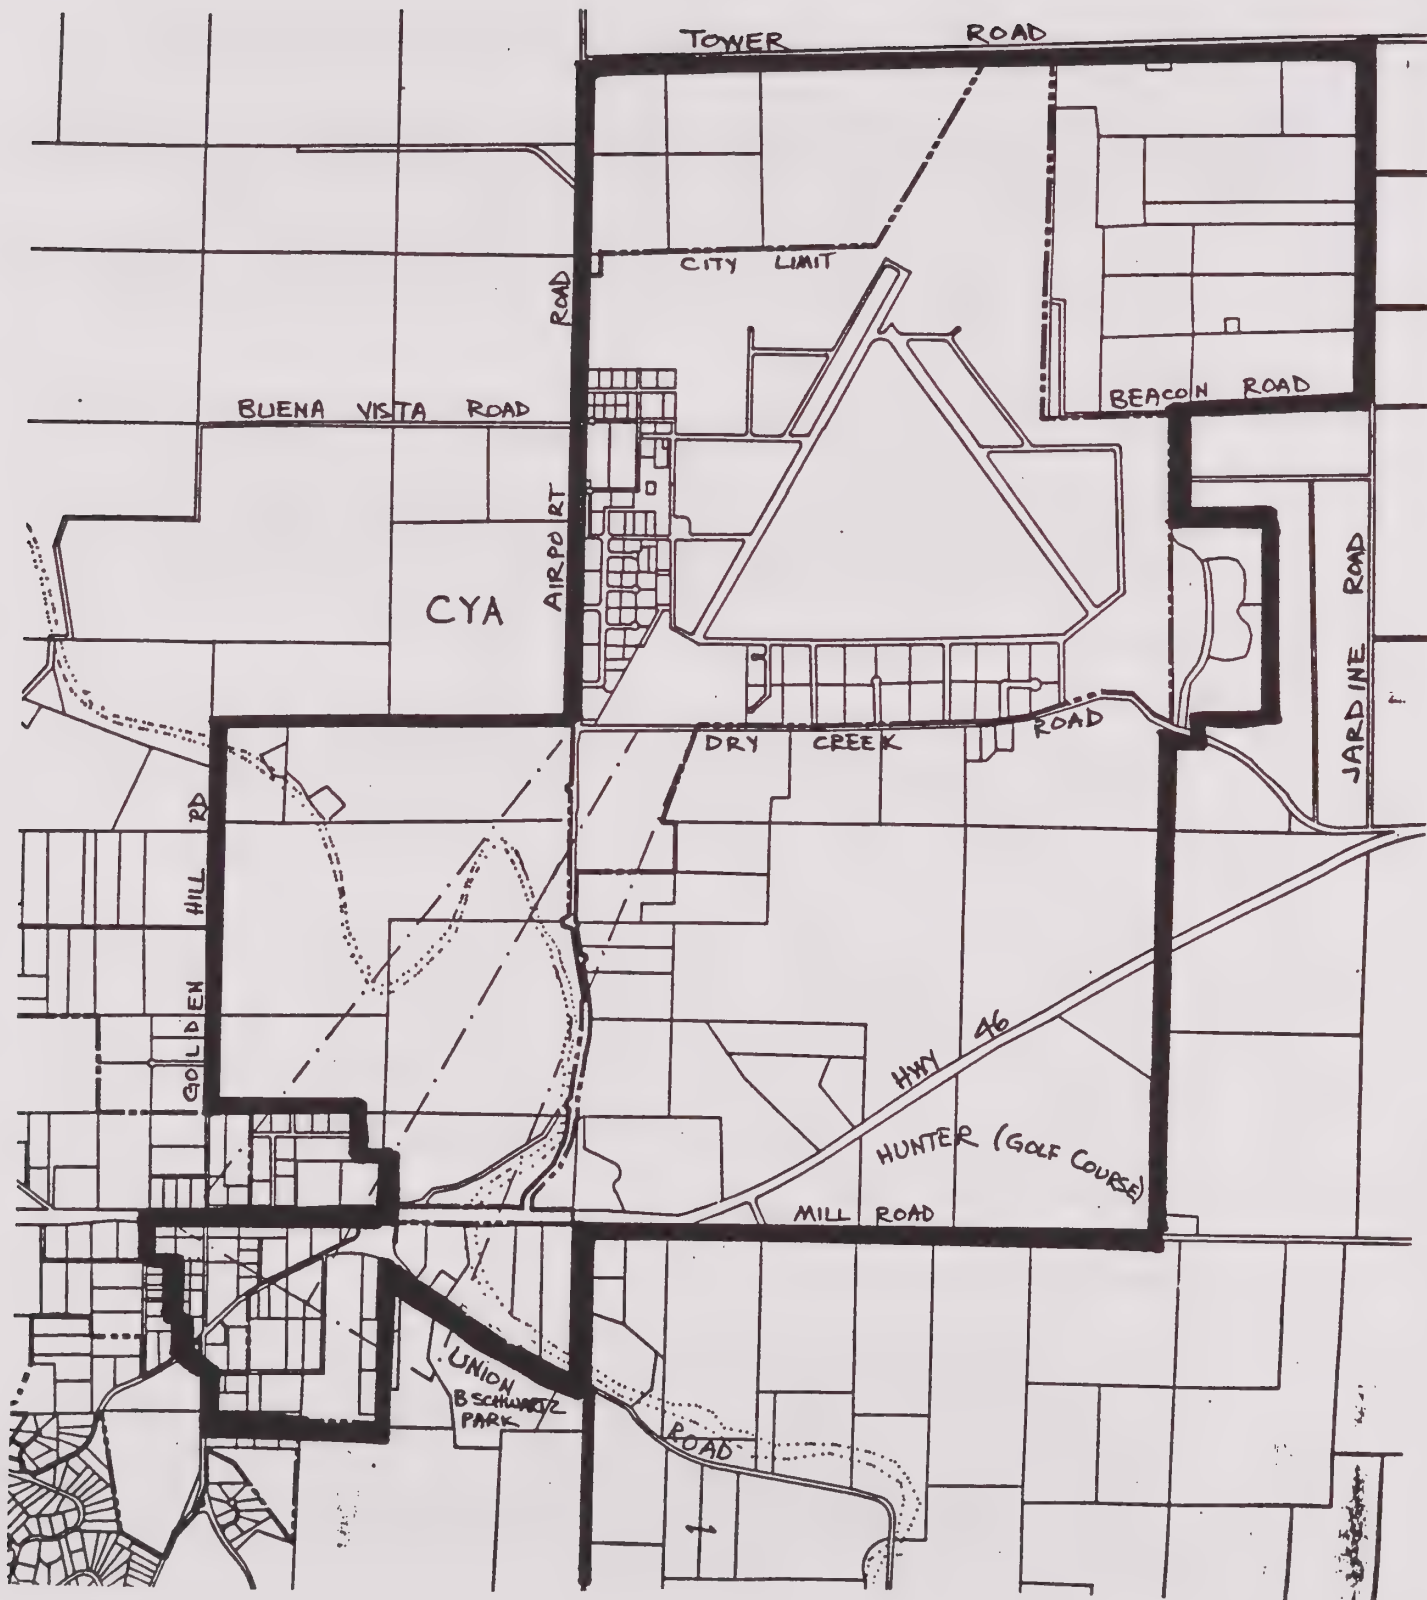 TOWER ROAD
CITY LIMIT
ROAD
BUENA VISTA ROAD
BEACON ROAD
AIRPORT
CYA
JARDINE ROAD
DRY CREEK ROAD
GOLDEN HILL RD
HWY 46
HUNTER (GOLF COURSE)
MILL ROAD
UNION
B SCHWARTZ
PARK
ROAD